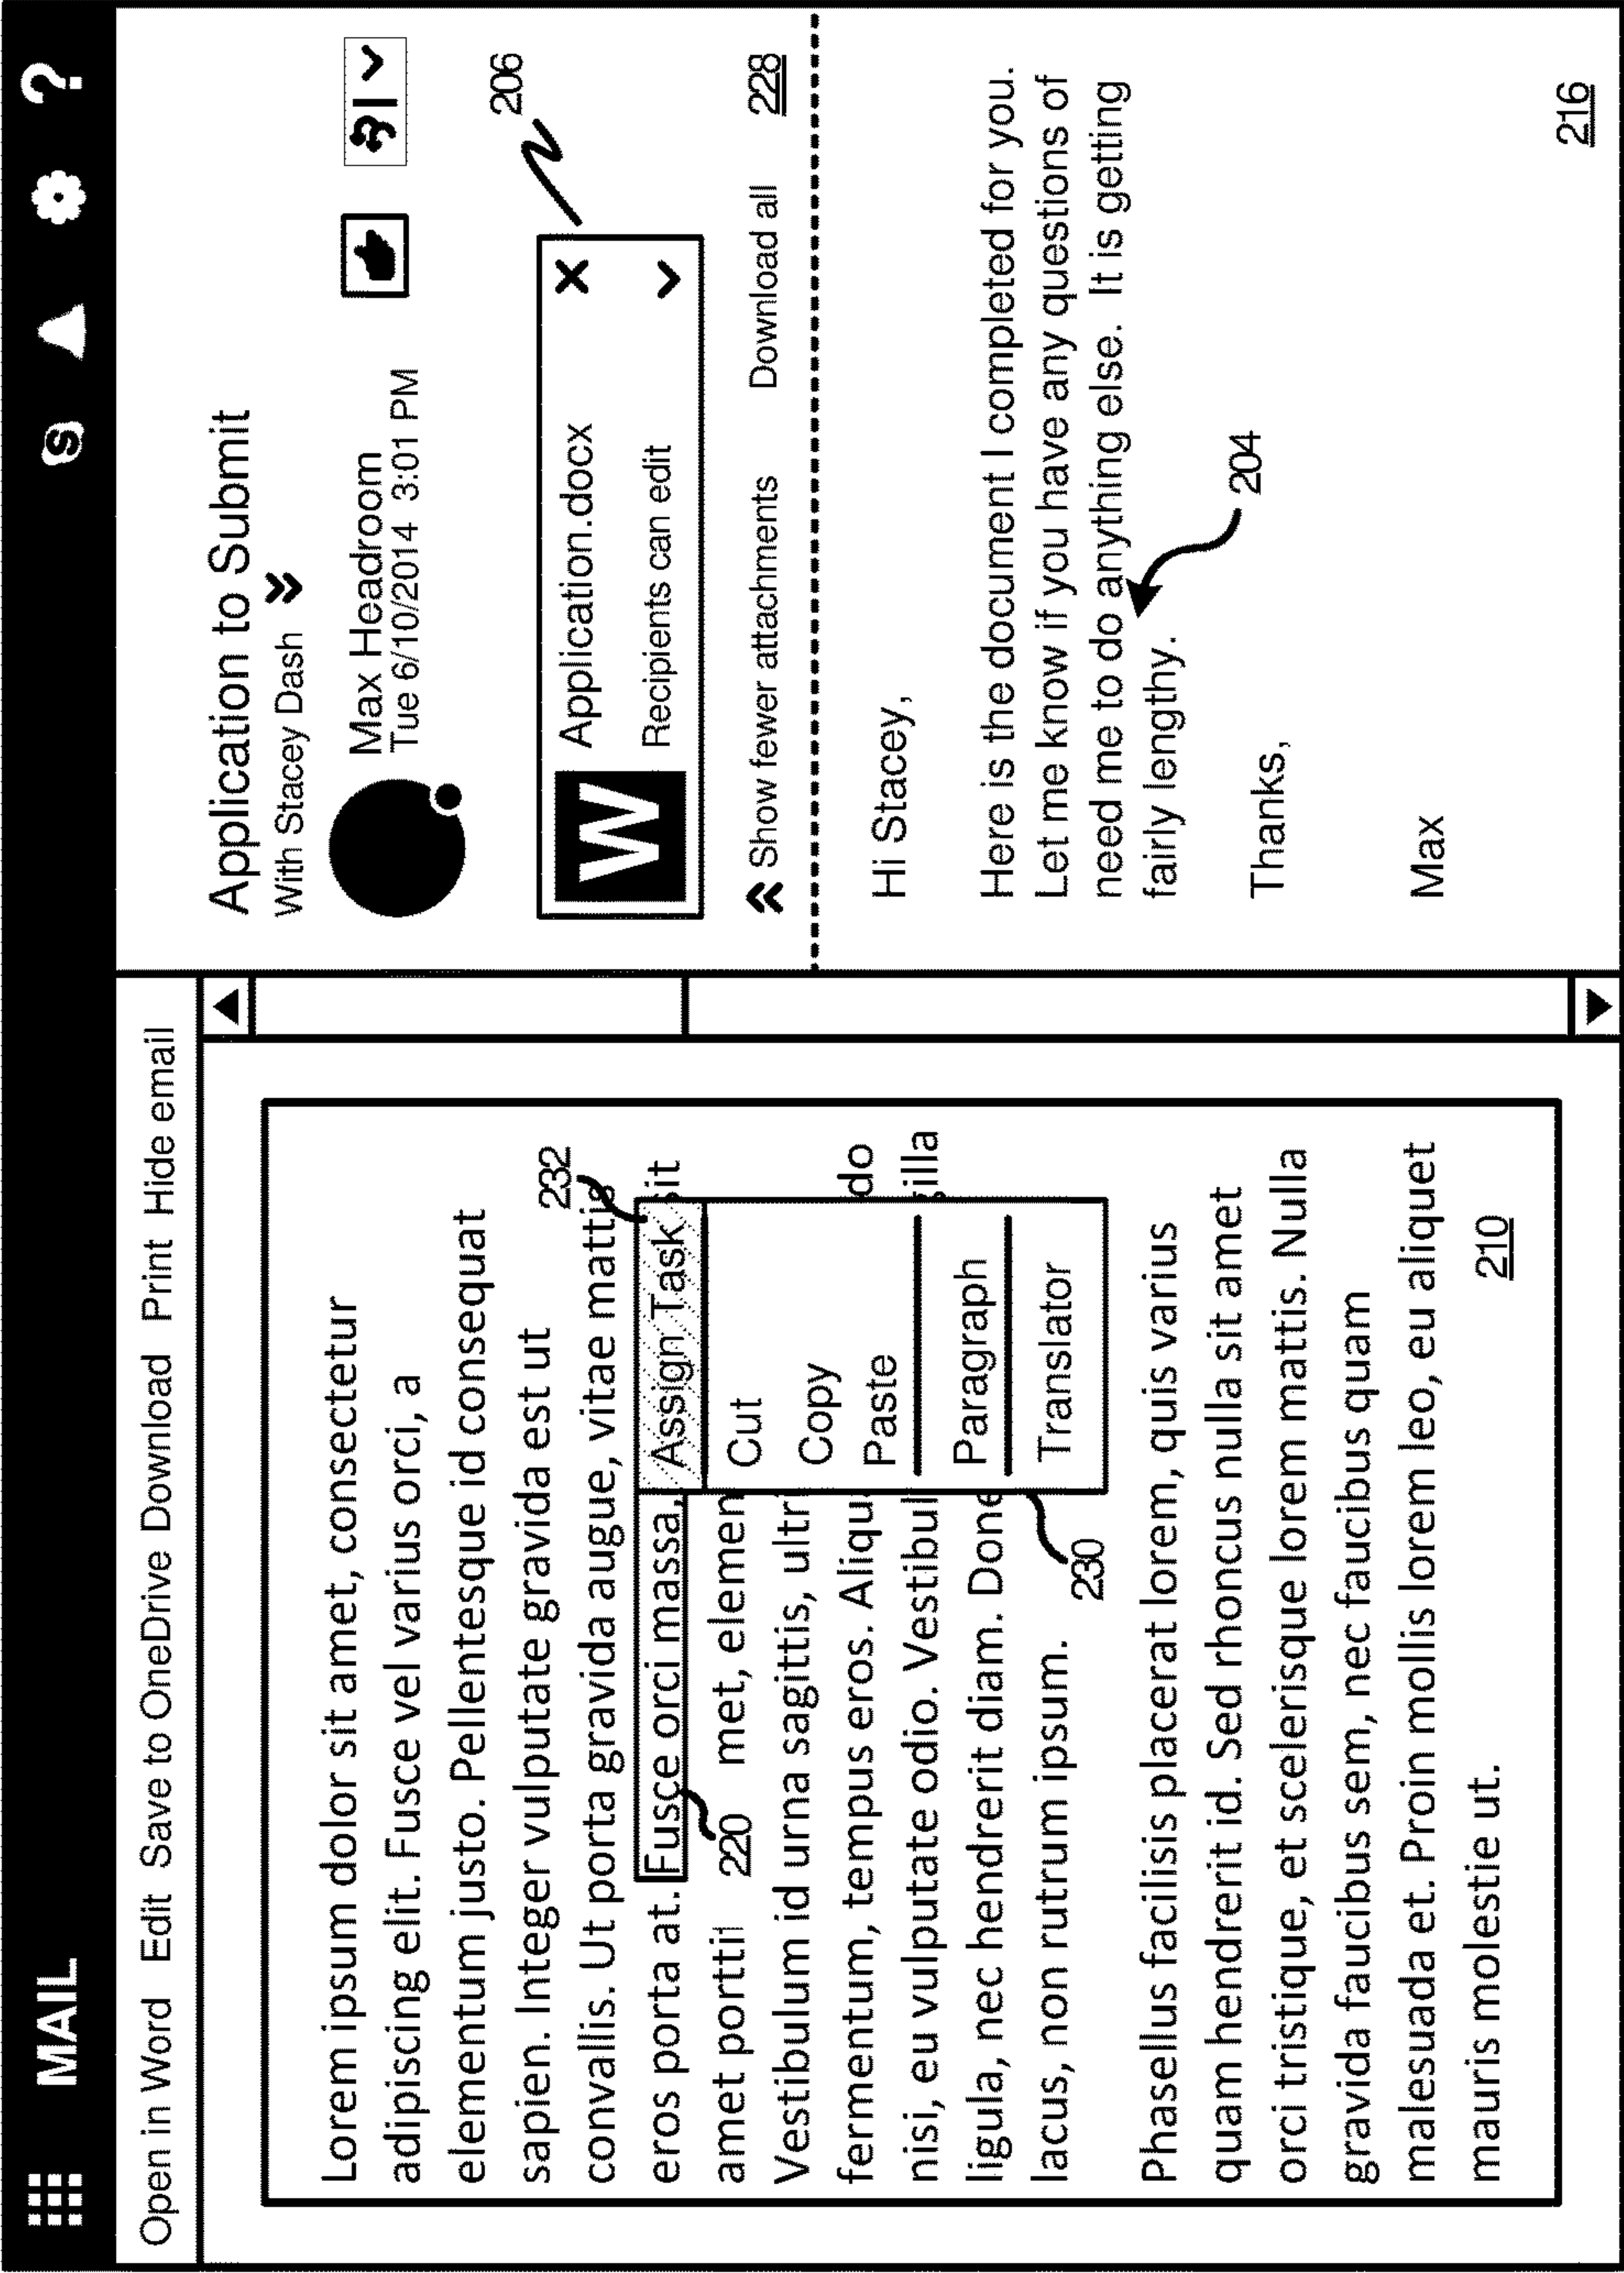 MAIL
S
?
Open in Word Edit Save to OneDrive Download Print Hide email
Lorem ipsum dolor sit amet, consectetur
adipiscing elit. Fusce vel varius orci, a
elementum justo. Pellentesque id consequat
sapien. Integer vulputate gravida est ut
convallis. Ut porta gravida augue, vitae mattis
eros porta at. Fusce orci massa, sit
amet porttit met, elemen
Vestibulum id urna sagittis, ultr
fermentum, tempus eros. Aliqu do
nisi, eu vulputate odio. Vestibul illa
ligula, nec hendrerit diam. Done
lacus, non rutrum ipsum.
Phasellus facilisis placerat lorem, quis varius
quam hendrerit id. Sed rhoncus nulla sit amet
orci tristique, et scelerisque lorem mattis. Nulla
gravida faucibus sem, nec faucibus quam
malesuada et. Proin mollis lorem leo, eu aliquet
mauris molestie ut.
210
232
220
230
Assign Task
Cut
Copy
Paste
Paragraph
Translator
Application to Submit
With Stacey Dash
Max Headroom
Tue 6/10/2014 3:01 PM
206
W
Application.docx X
Recipients can edit
Show fewer attachments Download all
228
Hi Stacey,
Here is the document I completed for you.
Let me know if you have any questions of
need me to do anything else. It is getting
fairly lengthy.
204
Thanks,
Max
216